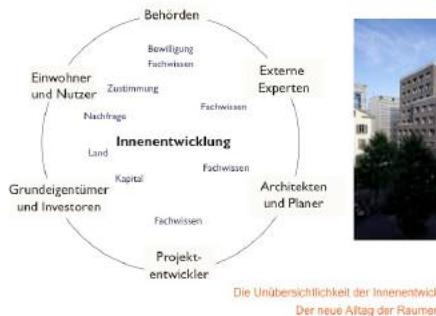 Behörden
Bewilligung
Fachwissen
Einwohner
und Nutzer
Zustimmung
Externe
Experten
Fachwissen
Nachfrage
Innenentwicklung
Land
Fachwissen
Kapital
Grundeigentümer
und Investoren
Architekten
und Planer
Fachwissen
Projekt-
entwickler
Die Unübersichtlichkeit der Innenentwick
Der neue Alltag der Raument